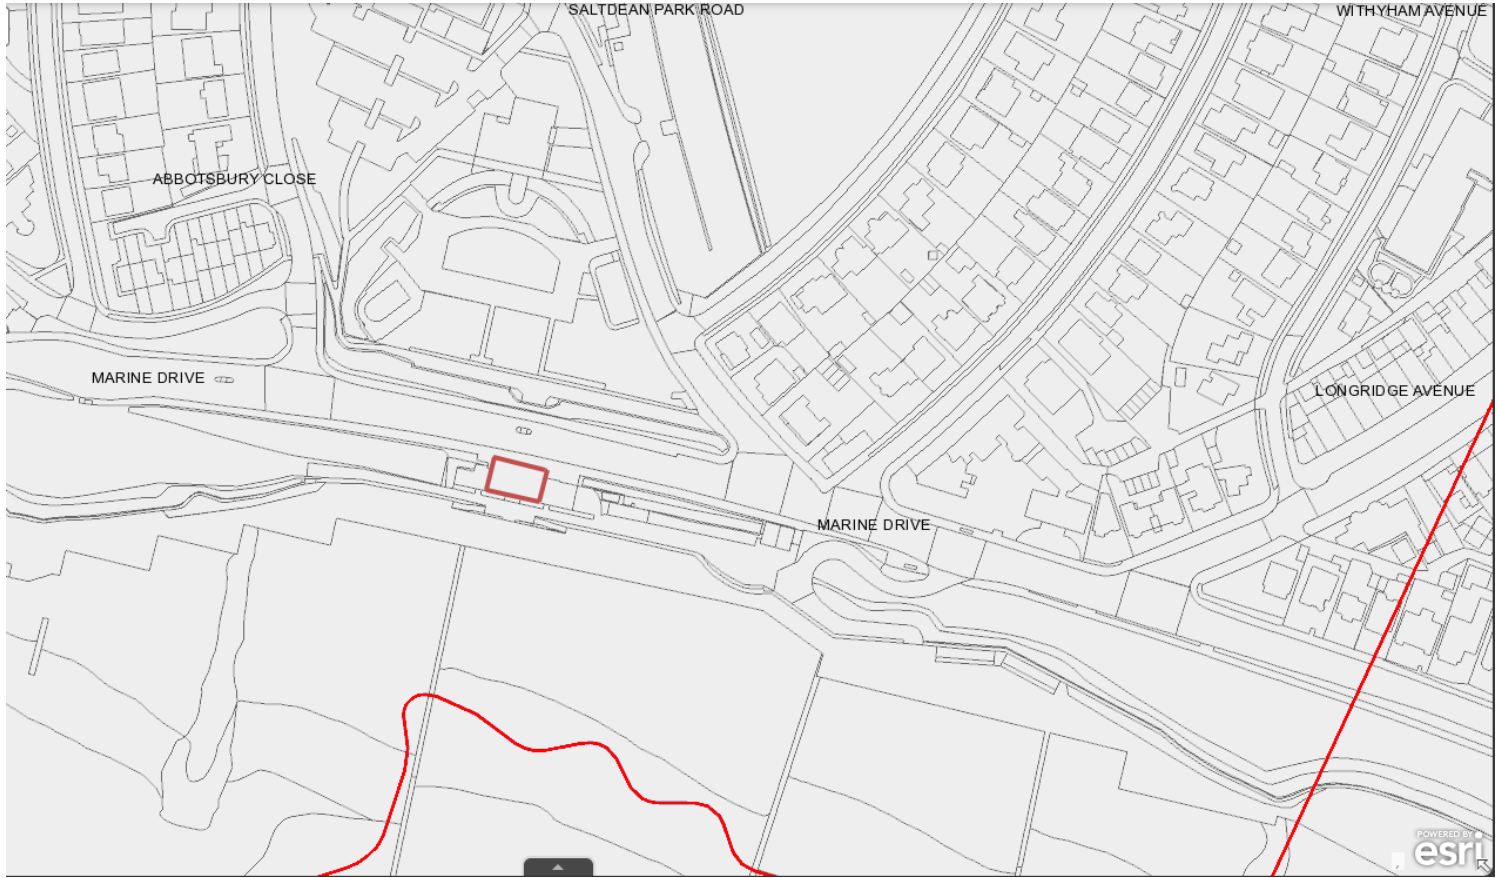 SALTDEAN PARK ROAD
WITHYHAM AVENUE
ABBOTSBURY CLOSE
MARINE DRIVE
LONGRIDGE AVENUE
MARINE DRIVE
POWERED BY
esri